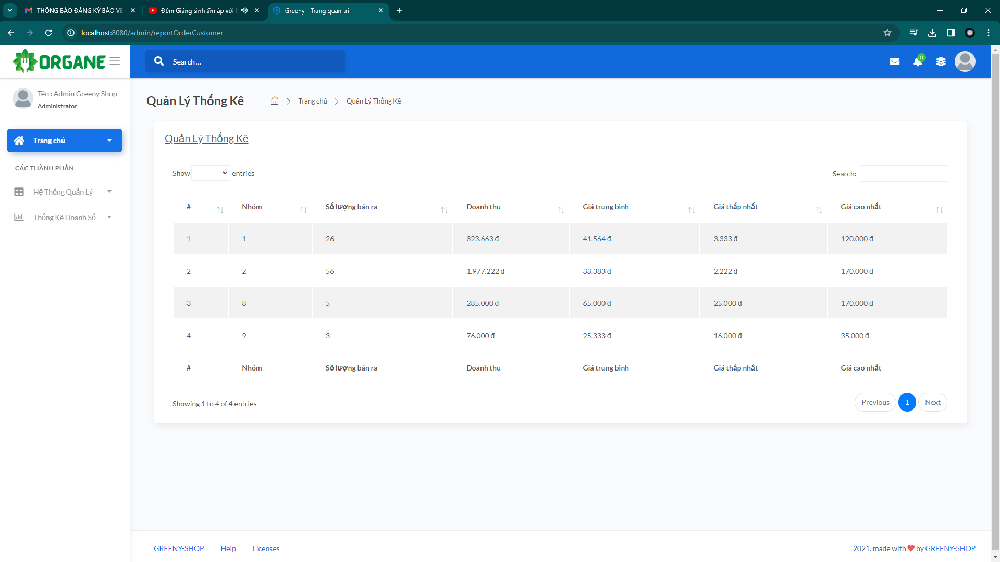 THÔNG BÁO ĐĂNG KÝ BẢO VỆ
Đêm Giáng sinh ấm áp với
Greeny - Trang quản trị
localhost:8080/admin/reportOrderCustomer
ORGANE
Search ...
0
Tên : Admin Greeny Shop
Administrator
Trang chủ
CÁC THÀNH PHẦN
Hệ Thống Quản Lý
Thống Kê Doanh Số
Quản Lý Thống Kê
Trang chủ
Quản Lý Thống Kê
Quản Lý Thống Kê
Show entries
Search:
# Nhóm Số lượng bán ra Doanh thu Giá trung bình Giá thấp nhất Giá cao nhất
1 1 26 823.663 đ 41.564 đ 3.333 đ 120.000 đ
2 2 56 1.977.222 đ 33.383 đ 2.222 đ 170.000 đ
3 8 5 285.000 đ 65.000 đ 25.000 đ 170.000 đ
4 9 3 76.000 đ 25.333 đ 16.000 đ 35.000 đ
# Nhóm Số lượng bán ra Doanh thu Giá trung bình Giá thấp nhất Giá cao nhất
Showing 1 to 4 of 4 entries
Previous 1 Next
GREENY-SHOP Help Licenses
2021, made with by GREENY-SHOP